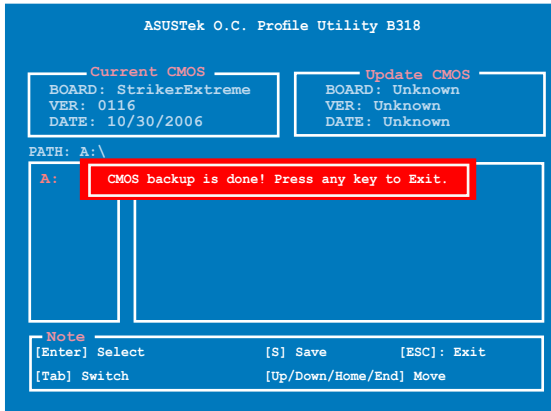 ASUSTek O.C. Profile Utility B318
Current CMOS
BOARD: StrikerExtreme
VER: 0116
DATE: 10/30/2006
Update CMOS
BOARD: Unknown
VER: Unknown
DATE: Unknown
PATH: A:\
A:
CMOS backup is done! Press any key to Exit.
Note
[Enter] Select [S] Save [ESC]: Exit
[Tab] Switch [Up/Down/Home/End] Move